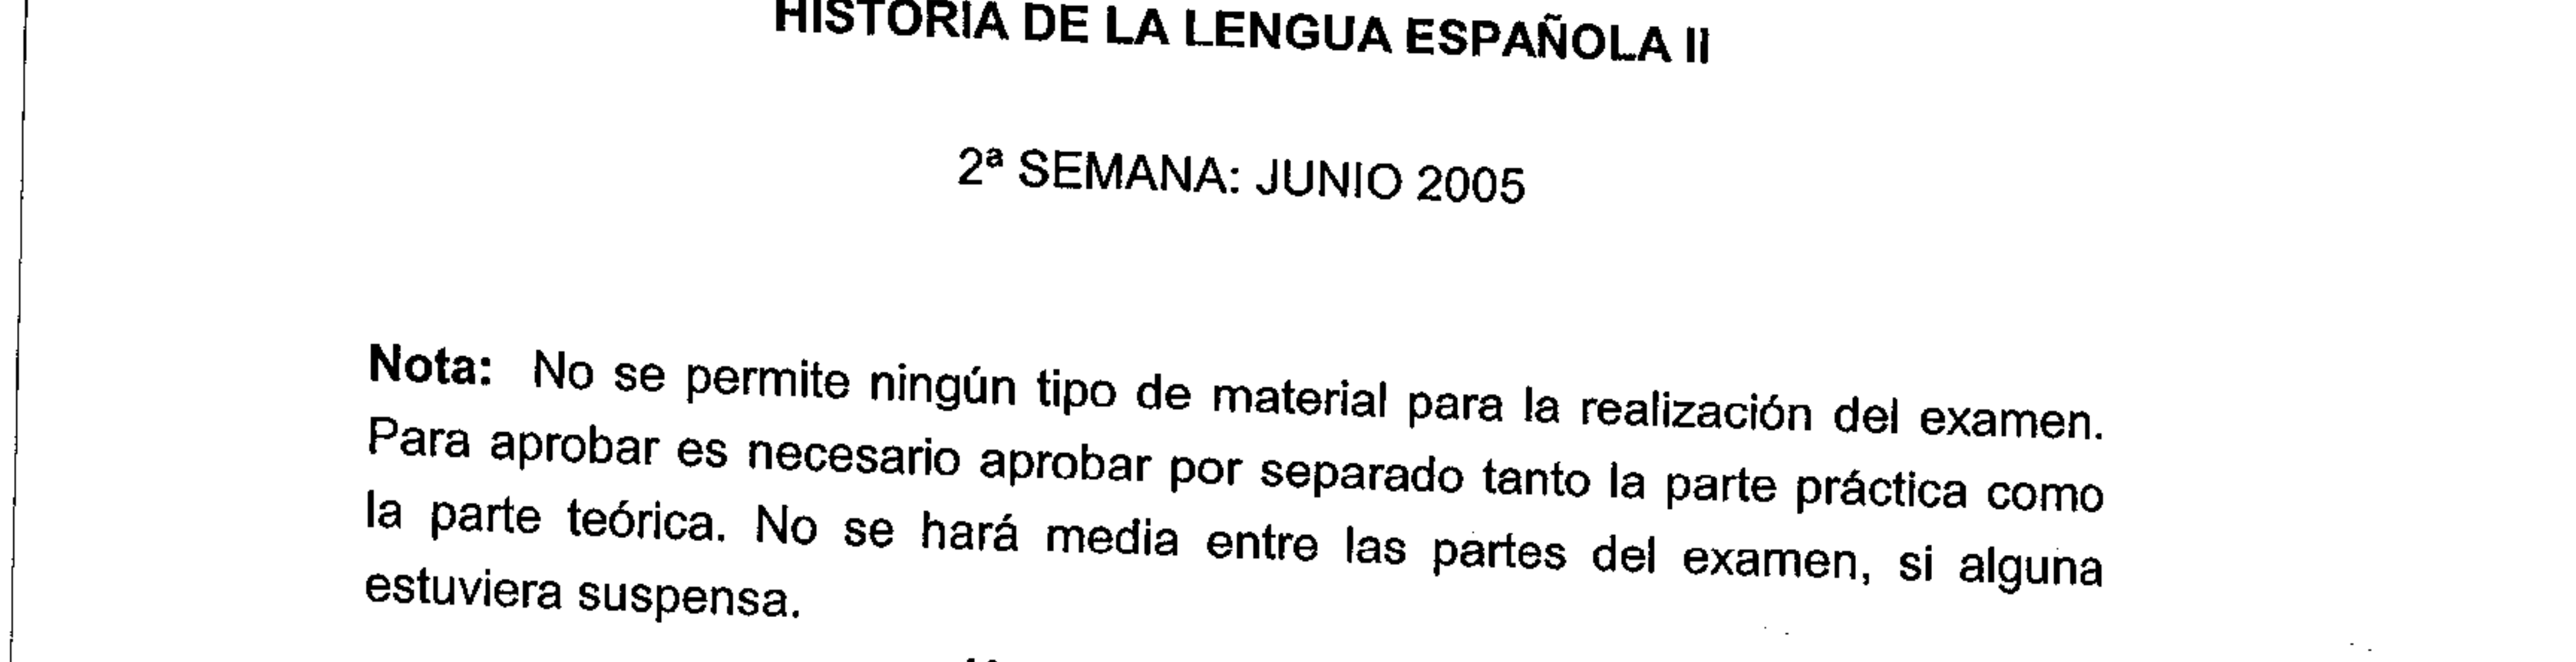 HISTORIA DE LA LENGUA ESPAÑOLA II
2ª SEMANA: JUNIO 2005
Nota: No se permite ningún tipo de material para la realización del examen.
Para aprobar es necesario aprobar por separado tanto la parte práctica como
la parte teórica. No se hará media entre las partes del examen, si alguna
estuviera suspensa.